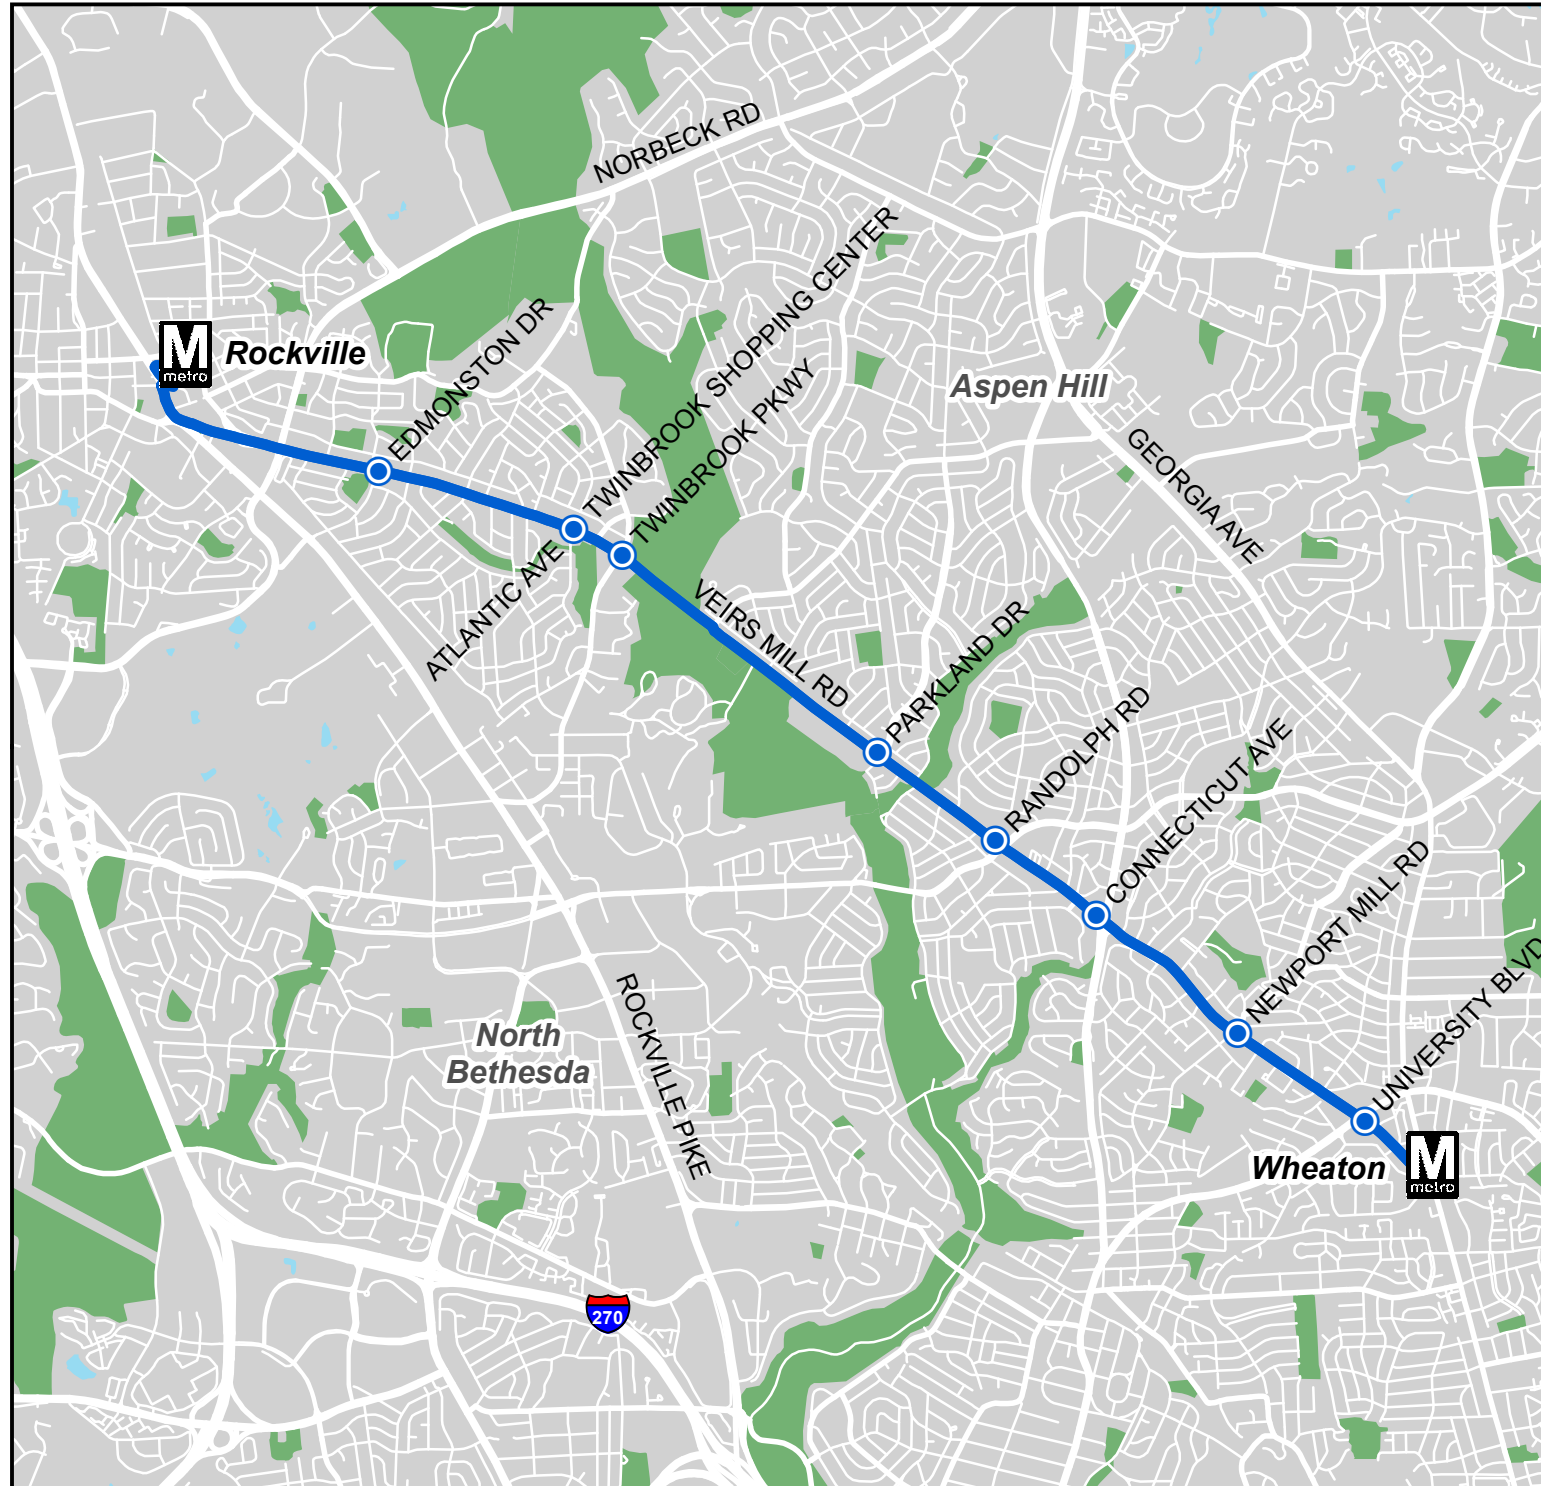 NORBECK RD
M
metro
Rockville
EDMONSTON DR
TWINBROOK SHOPPING CENTER
TWINBROOK PKWY
Aspen Hill
GEORGIA AVE
ATLANTIC AVE
VEIRS MILL RD
PARKLAND DR
RANDOLPH RD
CONNECTICUT AVE
NEWPORT MILL RD
UNIVERSITY BLVD
ROCKVILLE PIKE
North
Bethesda
Wheaton
M
metro
270